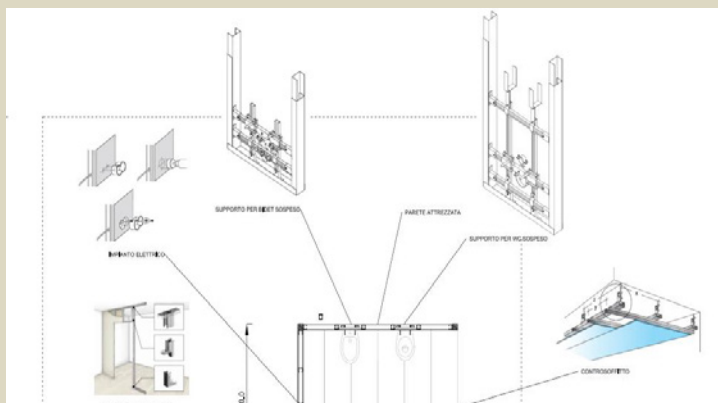 SUPPORTO PER BIDET SOSPESO
PARETE ATTREZZATA
SUPPORTO PER WC SOSPESO
IMPIANTO ELETTRICO
CONTROSOFFITTO